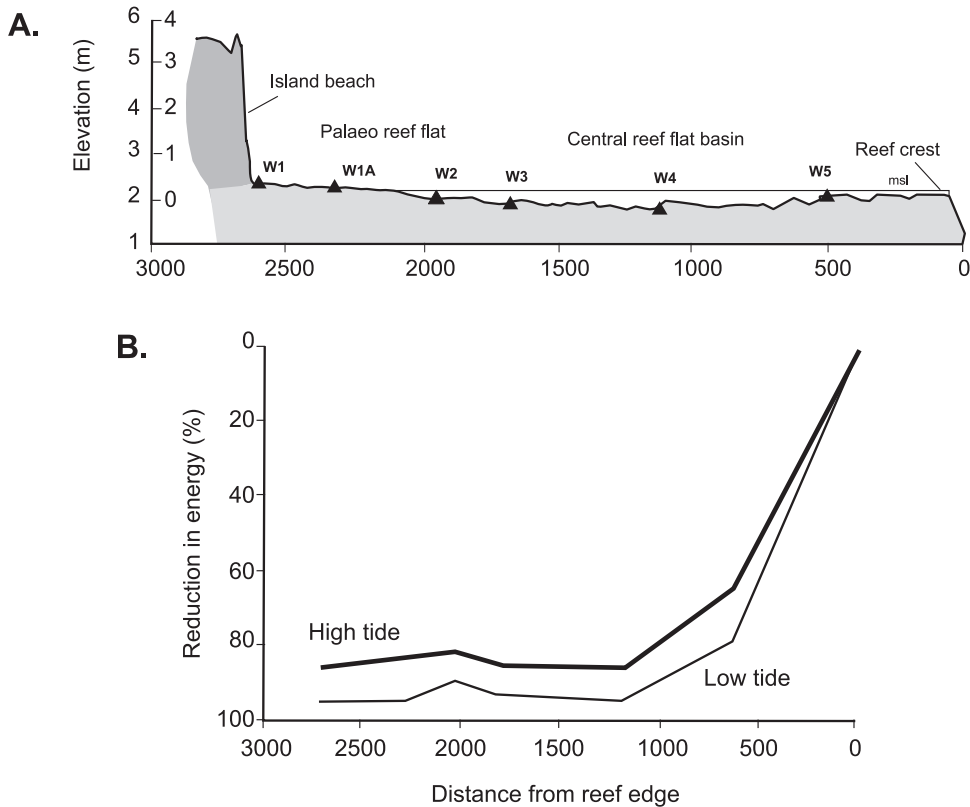 A.
Elevation (m)
6
5
4
3
2
1
4
3
2
1
0
Island beach
Palaeo reef flat
Central reef flat basin
Reef crest
msl
W1
W1A
W2
W3
W4
W5
3000
2500
2000
1500
1000
500
0
B.
Reduction in energy (%)
0
20
40
60
80
100
High tide
Low tide
3000
2500
2000
1500
1000
500
0
Distance from reef edge